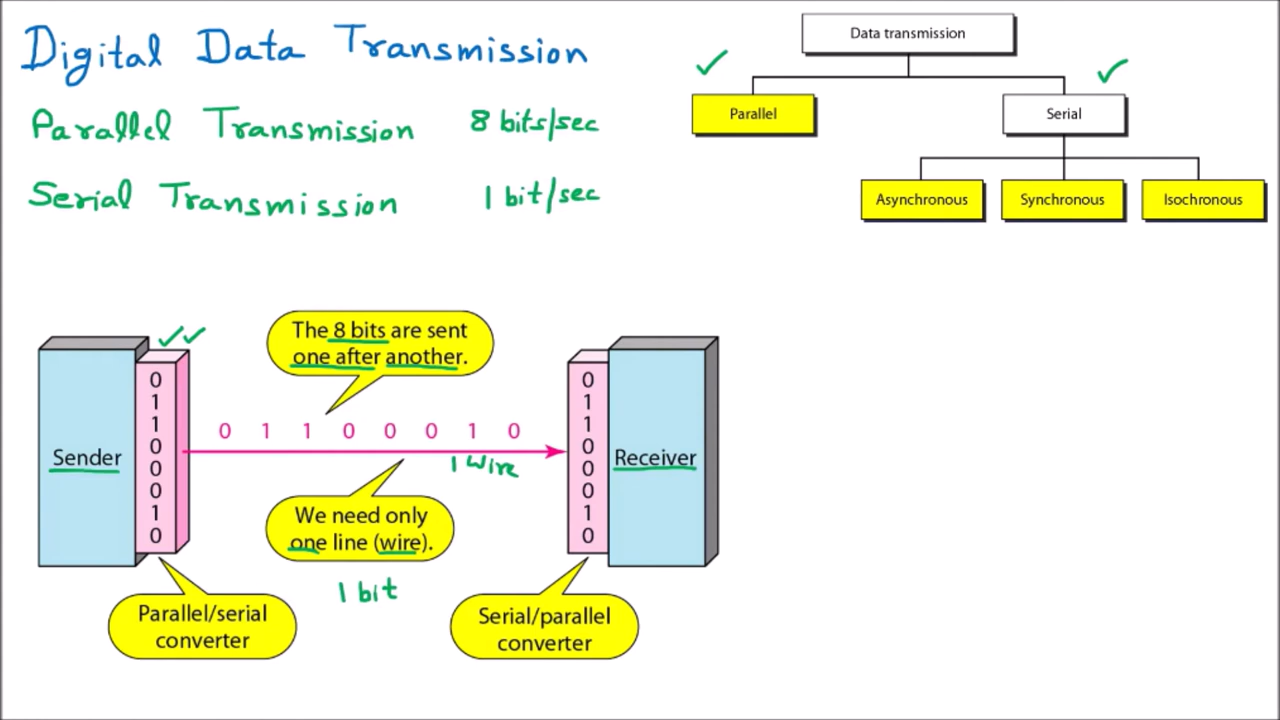 Digital Data Transmission
Parallel Transmission 8 bits/sec
Serial Transmission 1 bit/sec
Data transmission
Parallel
Serial
Asynchronous
Synchronous
Isochronous
The 8 bits are sent
one after another.
0
1
1
0
0
0
1
0
Sender
0 1 1 0 0 0 1 0
1 wire
0
1
1
0
0
0
1
0
Receiver
We need only
one line (wire).
1 bit
Parallel/serial
converter
Serial/parallel
converter